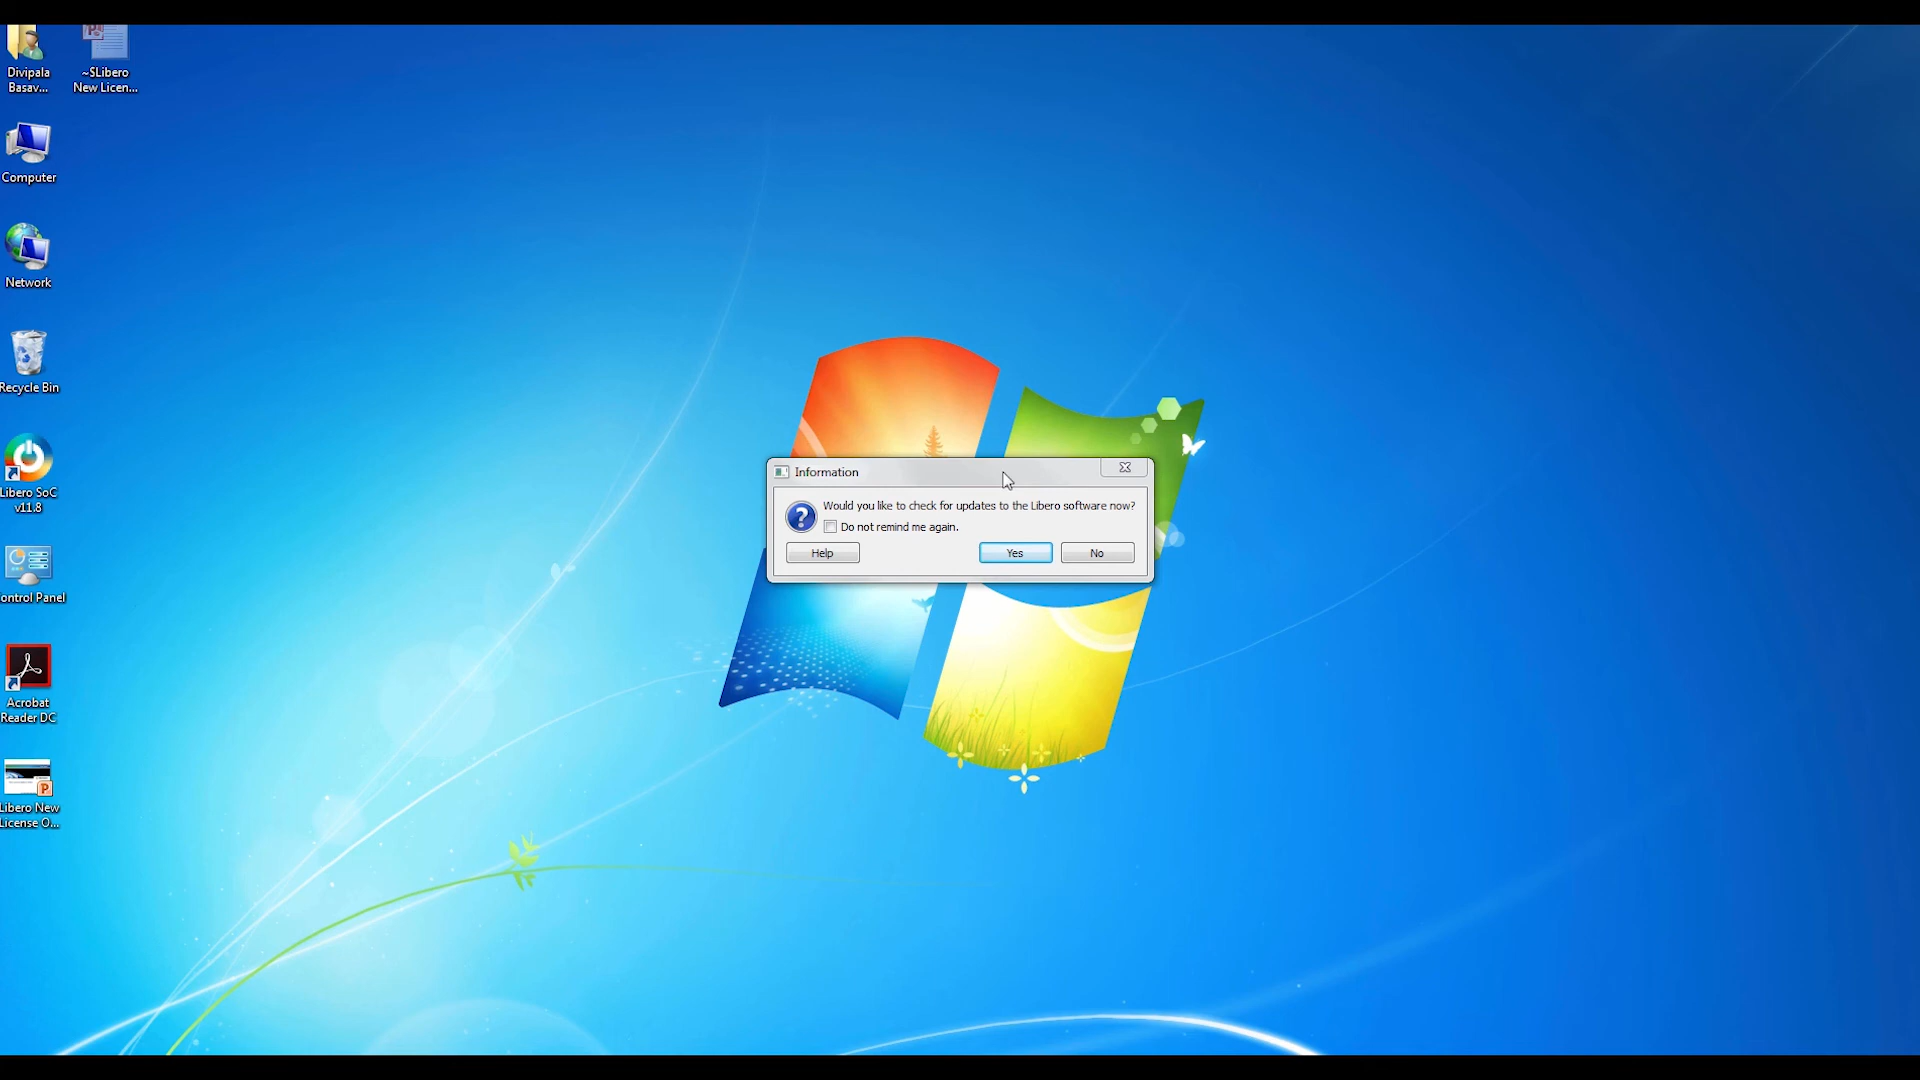 Divipala
Basav...
~SLibero
New Licen...
Computer
Network
Recycle Bin
Libero SoC
v11.8
ontrol Panel
Acrobat
Reader DC
Libero New
License O...
Information
Would you like to check for updates to the Libero software now?
Do not remind me again.
Help
Yes
No